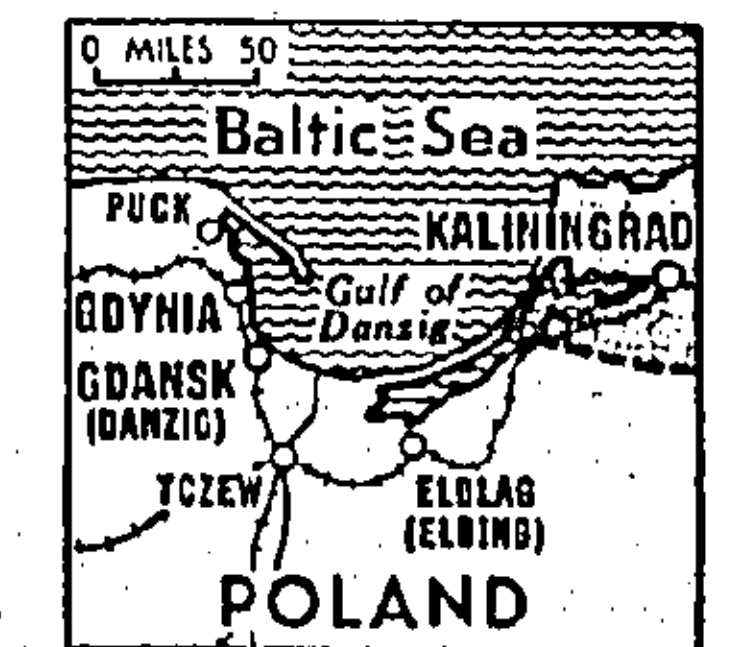 0 MILES 50
Baltic Sea
PUCK
KALININGRAD
Gulf of
Danzig
GDYNIA
GDANSK
(DANZIG)
TCZEW
ELBLAG
(ELBING)
POLAND